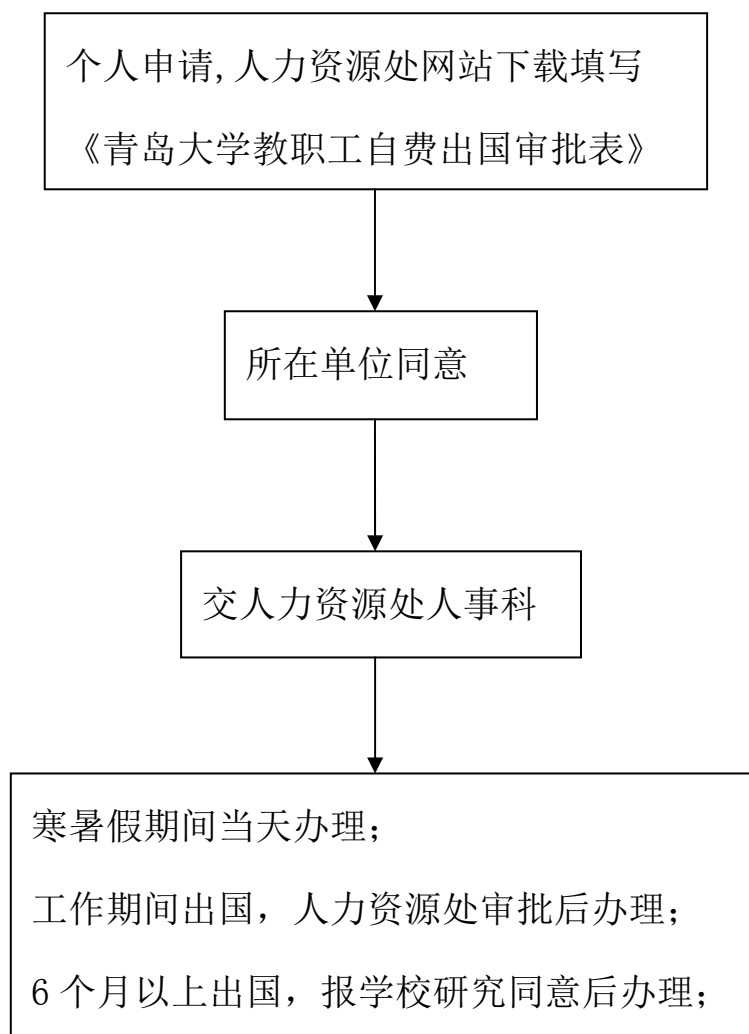 个人申请,人力资源处网站下载填写
《青岛大学教职工自费出国审批表》
所在单位同意
交人力资源处人事科
寒暑假期间当天办理；
工作期间出国，人力资源处审批后办理；
6个月以上出国，报学校研究同意后办理；